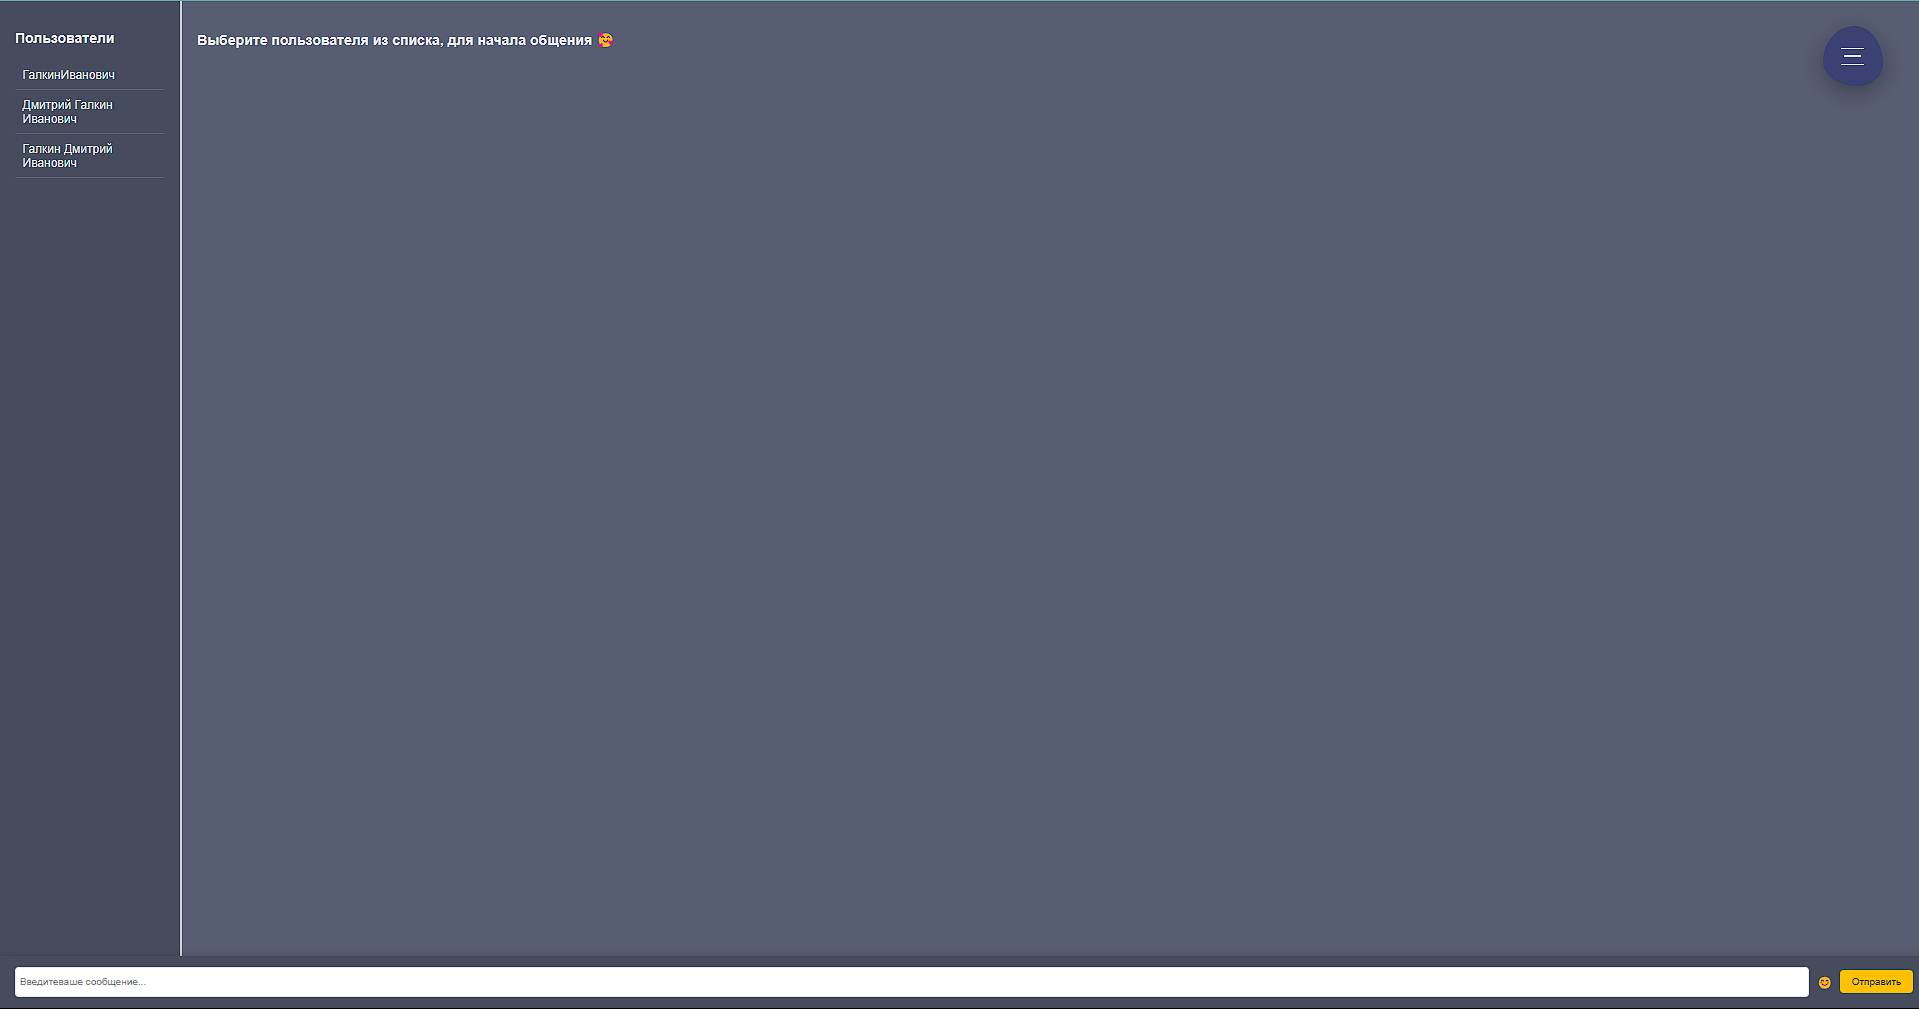 Пользователи
ГалкинИванович
Дмитрий Галкин
Иванович
Галкин Дмитрий
Иванович
Выберите пользователя из списка, для начала общения 🥰
Введитеваше сообщение...
Отправить